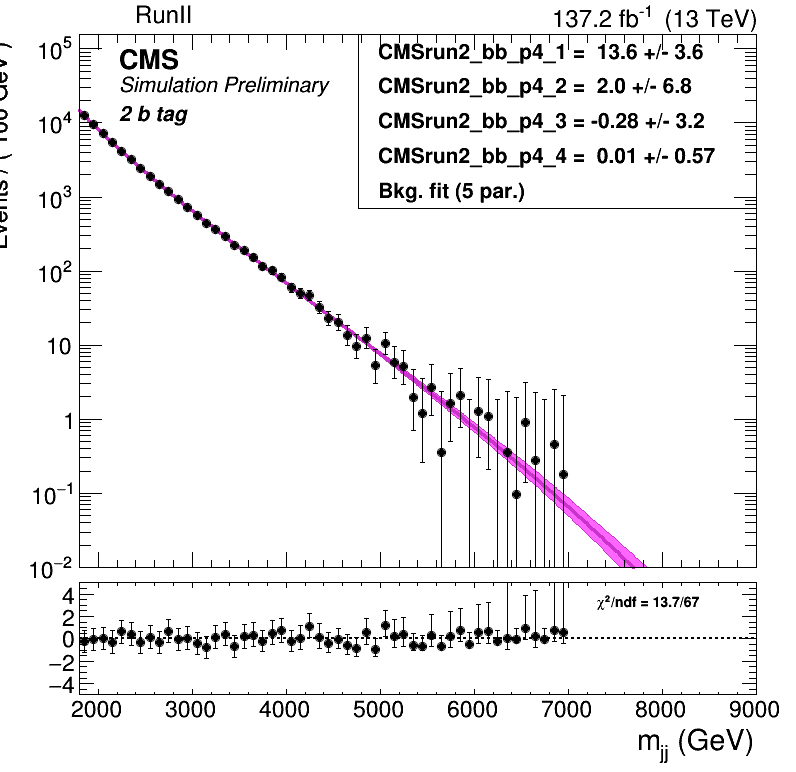 RunII
137.2 fb⁻¹ (13 TeV)
CMS
Simulation Preliminary
2 b tag
CMSrun2_bb_p4_1 = 13.6 +/- 3.6
CMSrun2_bb_p4_2 = 2.0 +/- 6.8
CMSrun2_bb_p4_3 = -0.28 +/- 3.2
CMSrun2_bb_p4_4 = 0.01 +/- 0.57
Bkg. fit (5 par.)
Events / ( 100 GeV )
10⁵
10⁴
10³
10²
10
1
10⁻¹
10⁻²
χ²/ndf = 13.7/67
4
2
0
−2
−4
2000 3000 4000 5000 6000 7000 8000 9000
m_jj (GeV)